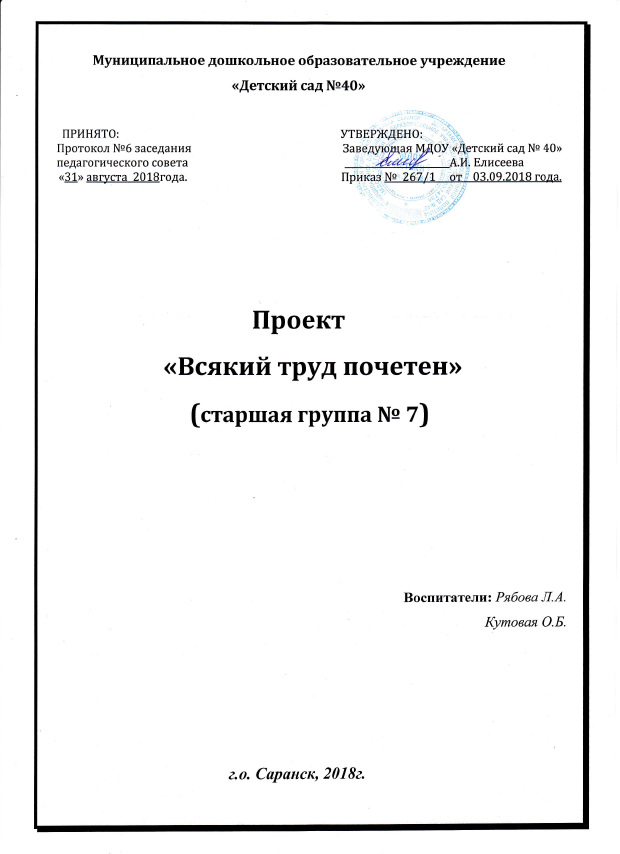 Муниципальное дошкольное образовательное учреждение
«Детский сад №40»
ПРИНЯТО: УТВЕРЖДЕНО:
Протокол №6 заседания Заведующая МДОУ «Детский сад № 40»
педагогического совета А.И. Елисеева
«31» августа 2018года. Приказ № 267/1 от 03.09.2018 года.
Проект
«Всякий труд почетен»
(старшая группа № 7)
Воспитатели: Рябова Л.А.
Кутовая О.Б.
г.о. Саранск, 2018г.